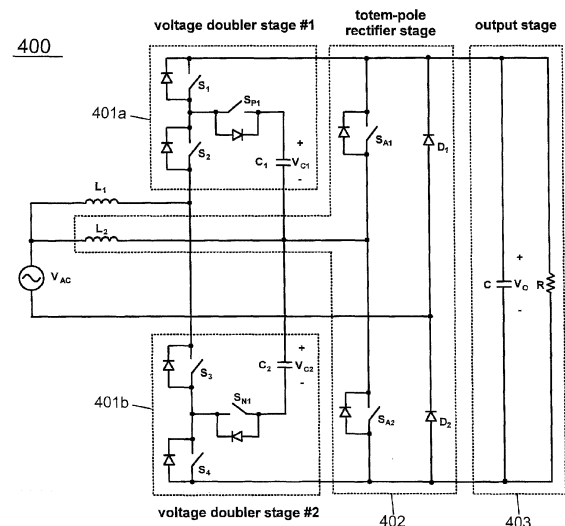 voltage doubler stage #1
totem-pole
rectifier stage
output stage
400
401a
S1
SP1
S2
C1
+
VC1
-
SA1
D1
L1
L2
VAC
+
C
VO
R
-
401b
S3
C2
+
VC2
-
SN1
S4
SA2
D2
voltage doubler stage #2
402
403